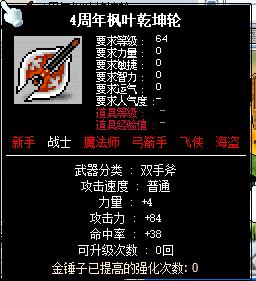 4周年枫叶乾坤轮
要求等级: 64
要求力量: 0
要求敏捷: 0
要求智力: 0
要求运气: 0
要求人气度: -
道具等级: -
道具经验值: -
新手 战士 魔法师 弓箭手 飞侠 海盗
武器分类: 双手斧
攻击速度: 普通
力量: +4
攻击力: +84
命中率: +38
可升级次数: 0回
金锤子已提高的强化次数: 0